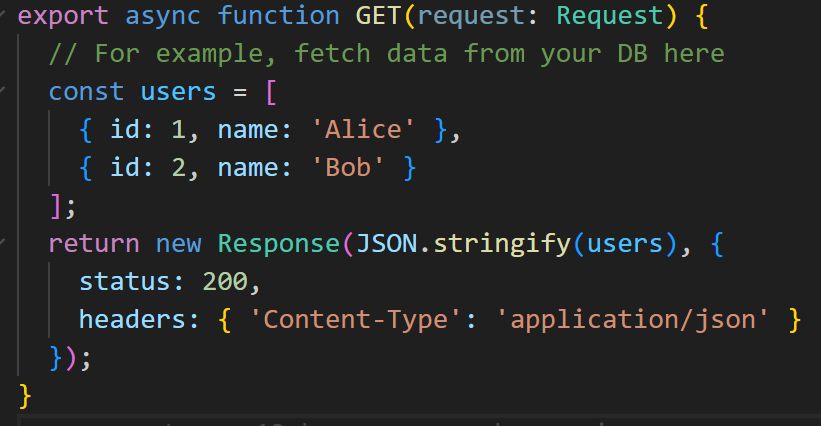 export async function GET(request: Request) {
  // For example, fetch data from your DB here
  const users = [
    { id: 1, name: 'Alice' },
    { id: 2, name: 'Bob' }
  ];
  return new Response(JSON.stringify(users), {
    status: 200,
    headers: { 'Content-Type': 'application/json' }
  });
}